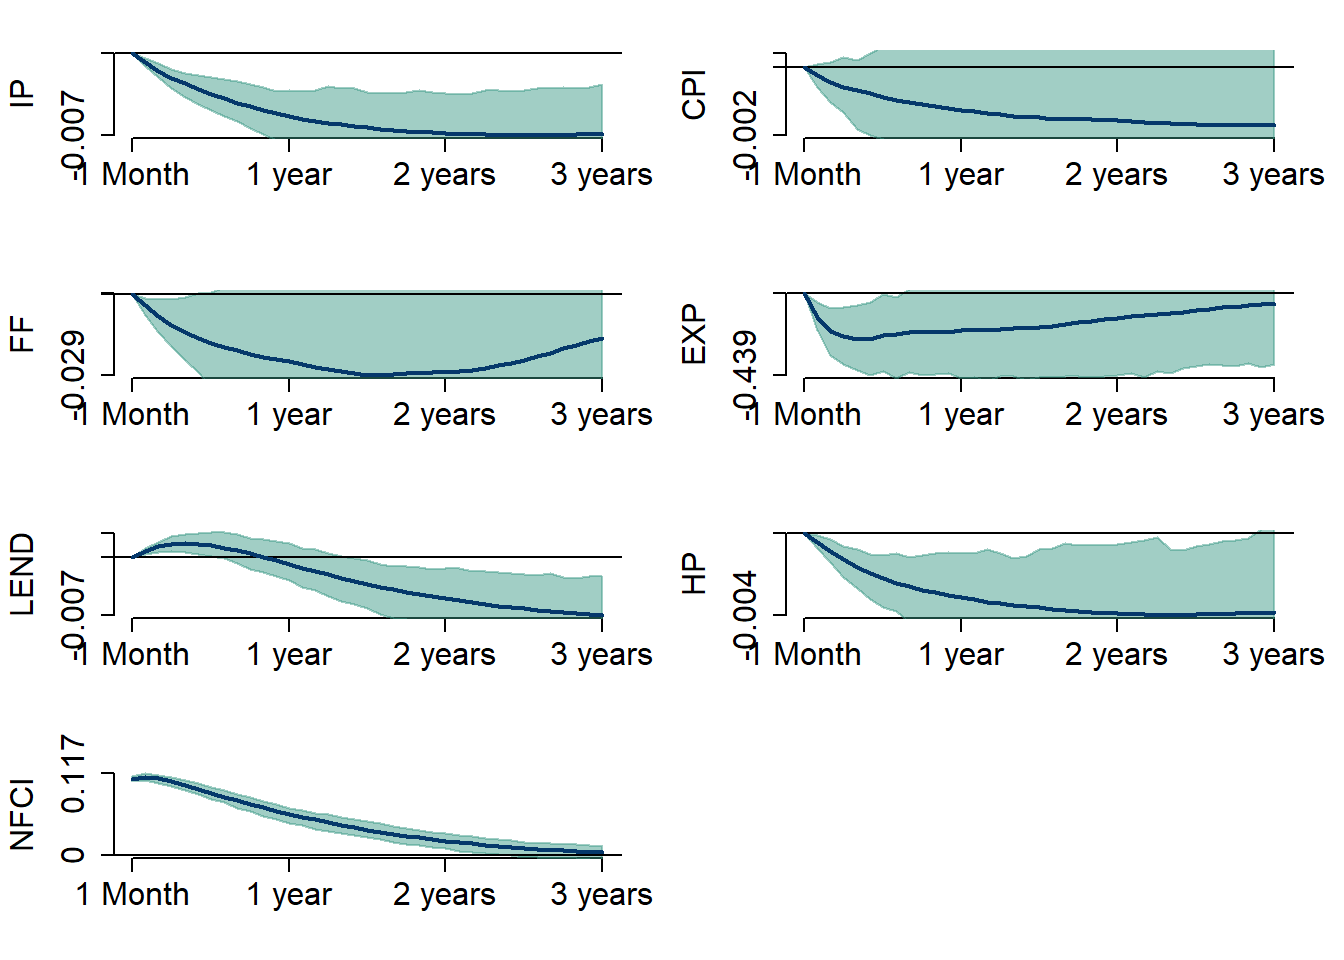 IP
-0.007
1 Month 1 year 2 years 3 years
CPI
-0.002
1 Month 1 year 2 years 3 years
FF
-0.029
1 Month 1 year 2 years 3 years
EXP
-0.439
1 Month 1 year 2 years 3 years
LEND
-0.007
1 Month 1 year 2 years 3 years
HP
-0.004
1 Month 1 year 2 years 3 years
NFCI
0.117
0
1 Month 1 year 2 years 3 years